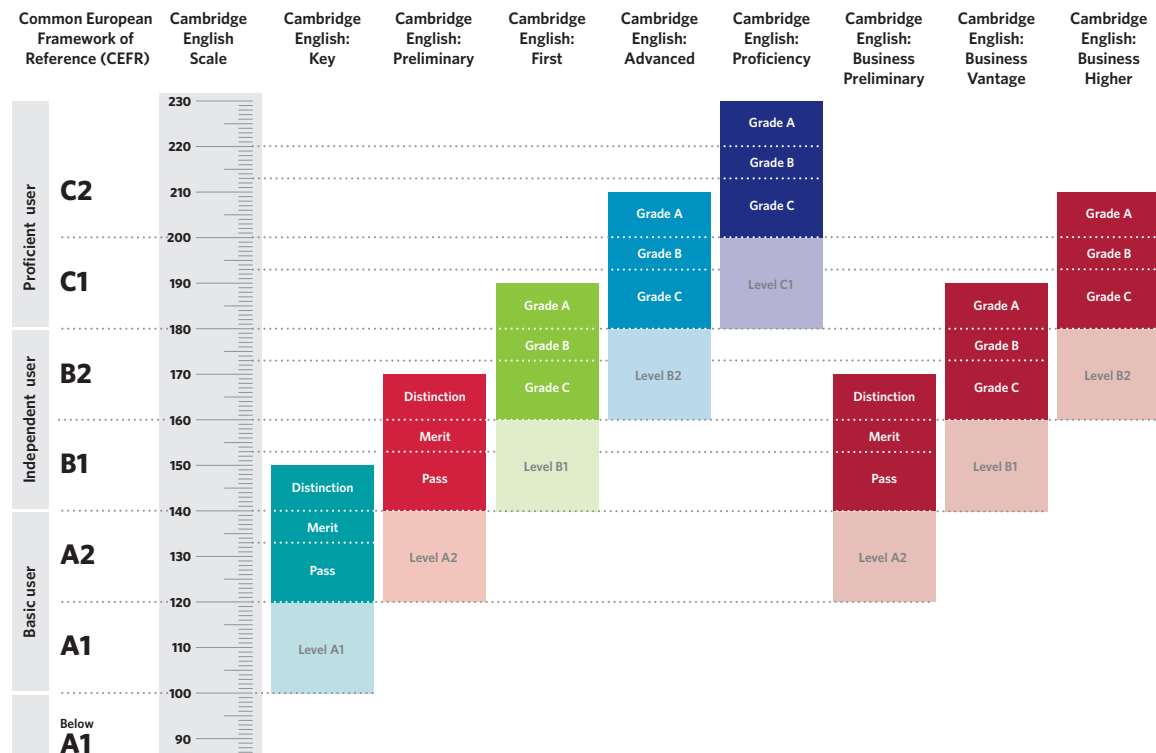 Common European
Framework of
Reference (CEFR)
Cambridge
English
Scale
Cambridge
English:
Key
Cambridge
English:
Preliminary
Cambridge
English:
First
Cambridge
English:
Advanced
Cambridge
English:
Proficiency
Cambridge
English:
Business
Preliminary
Cambridge
English:
Business
Vantage
Cambridge
English:
Business
Higher
Proficient user
Independent user
Basic user
C2
C1
B2
B1
A2
A1
Below
A1
230
220
210
200
190
180
170
160
150
140
130
120
110
100
90
Distinction
Merit
Pass
Level A1
Distinction
Merit
Pass
Level A2
Grade A
Grade B
Grade C
Level B1
Grade A
Grade B
Grade C
Level B2
Grade A
Grade B
Grade C
Level C1
Distinction
Merit
Pass
Level A2
Grade A
Grade B
Grade C
Level B1
Grade A
Grade B
Grade C
Level B2